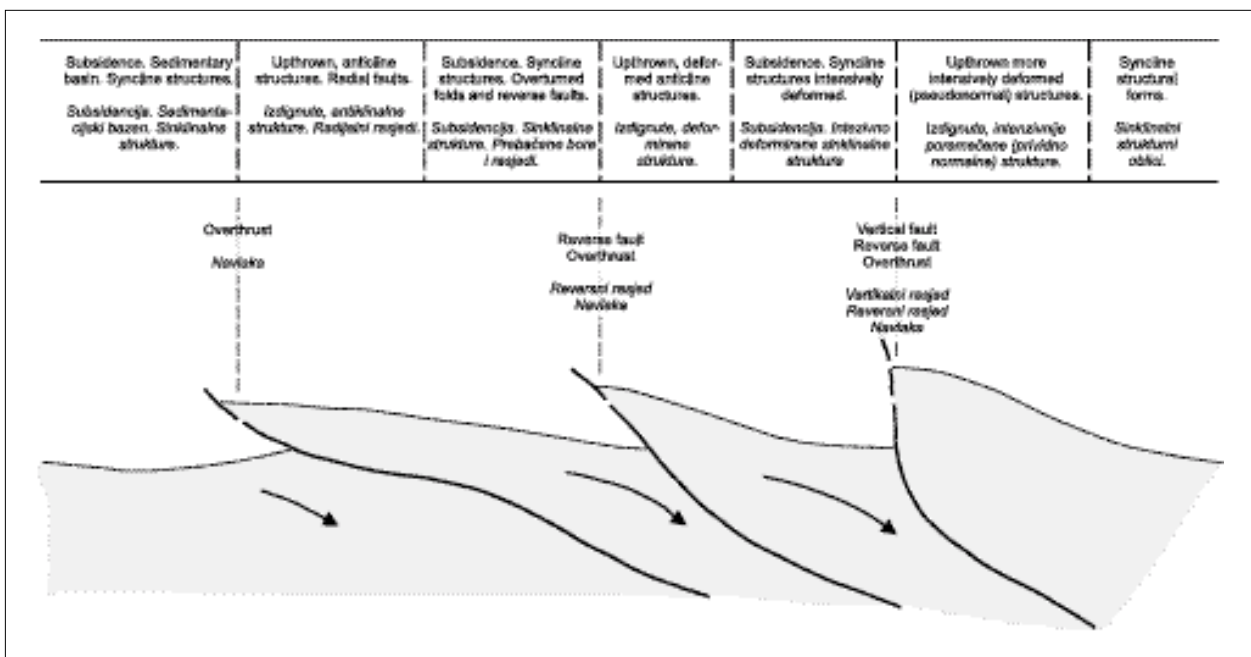 Subsidence. Sedimentary
basin. Syncline structures.
Subsidencija. Sedimenta-
cijski bazen. Sinklinalne
strukture.
Upthrown, anticline
structures. Radial faults.
Izdignute, antiklinalne
strukture. Radijalni rasjedi.
Subsidence. Syncline
structures. Overturned
folds and reverse faults.
Subsidencija. Sinklinalne
strukture. Prebačene bore
i rasjedi.
Upthrown, defor-
med anticline
structures.
Izdignute, defor-
mirane
strukture.
Subsidence. Syncline
structures intensively
deformed.
Subsidencija. Intezivno
deformirane sinklinalne
strukture
Upthrown more
intensively deformed
(pseudonormal) structures.
Izdignute, intenzivnije
poremećene (prividno
normalne) strukture.
Syncline
structural
forms.
Sinklinalni
strukturni
oblici.
Overthrust
Navlaka
Reverse fault
Overthrust
Reversni rasjed
Navlaka
Vertical fault
Reverse fault
Overthrust
Vertikalni rasjed
Reversni rasjed
Navlaka